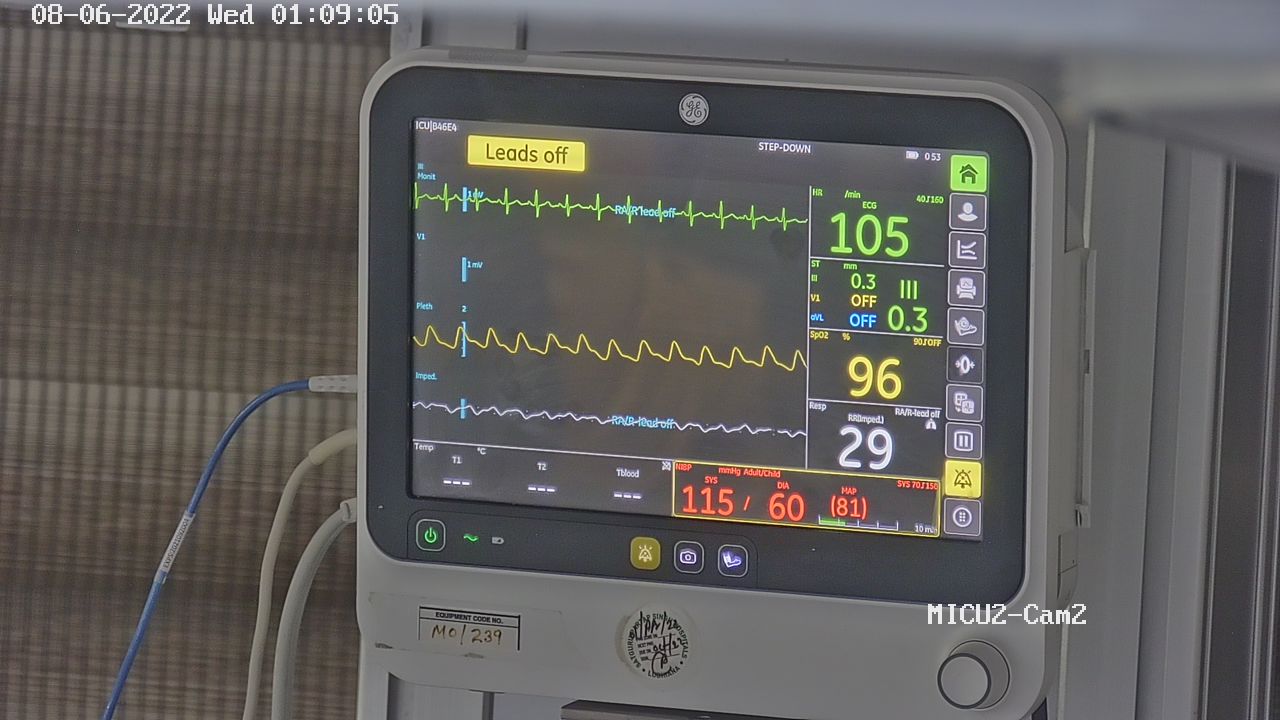 08-06-2022 Wed 01:09:05
GE
ICU|B46E4
Leads off
STEP-DOWN
0:53
III
Monit
1 mV
RA/R lead off
V1
1 mV
Pleth
2
Imped.
RA/R-lead off
HR /min 40 160
ECG
105
ST mm
III 0.3 III
V1 OFF
aVL OFF 0.3
SpO2 % 90 OFF
96
Resp RR(Imped.) RA/R-lead off
29
Temp °C
T1 T2 Tblood
--- --- ---
NIBP mmHg Adult/Child
SYS DIA MAP SYS 70 150
115 / 60 (81)
10 min
MICU2-Cam2
EQUIPMENT CODE NO.
MO/239
LUDHIANA